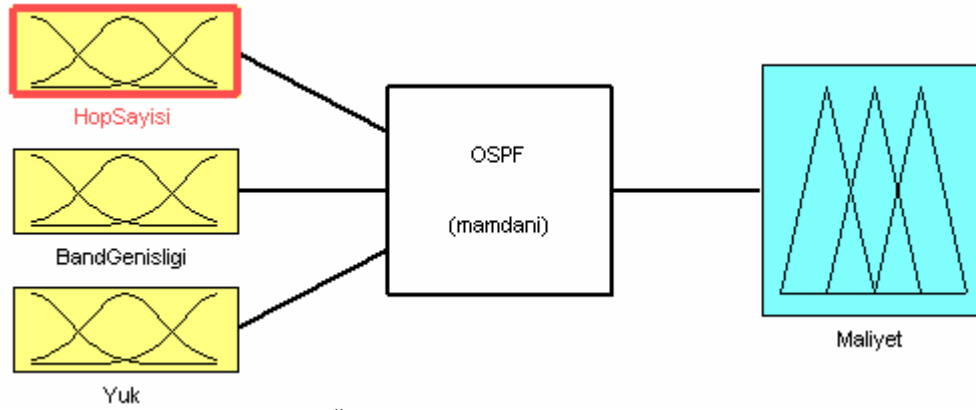 HopSayisi
BandGenisligi
Yuk
OSPF
(mamdani)
Maliyet